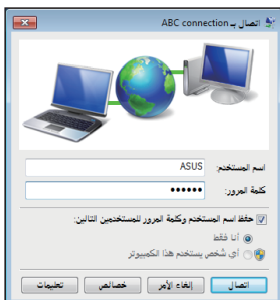 اتصال بـ ABC connection
اسم المستخدم: ASUS
كلمة المرور: ••••••
حفظ اسم المستخدم وكلمة المرور للمستخدمين التالين:
أنا فقط
أي شخص يستخدم هذا الكمبيوتر
اتصال
إلغاء الأمر
خصائص
تعليمات